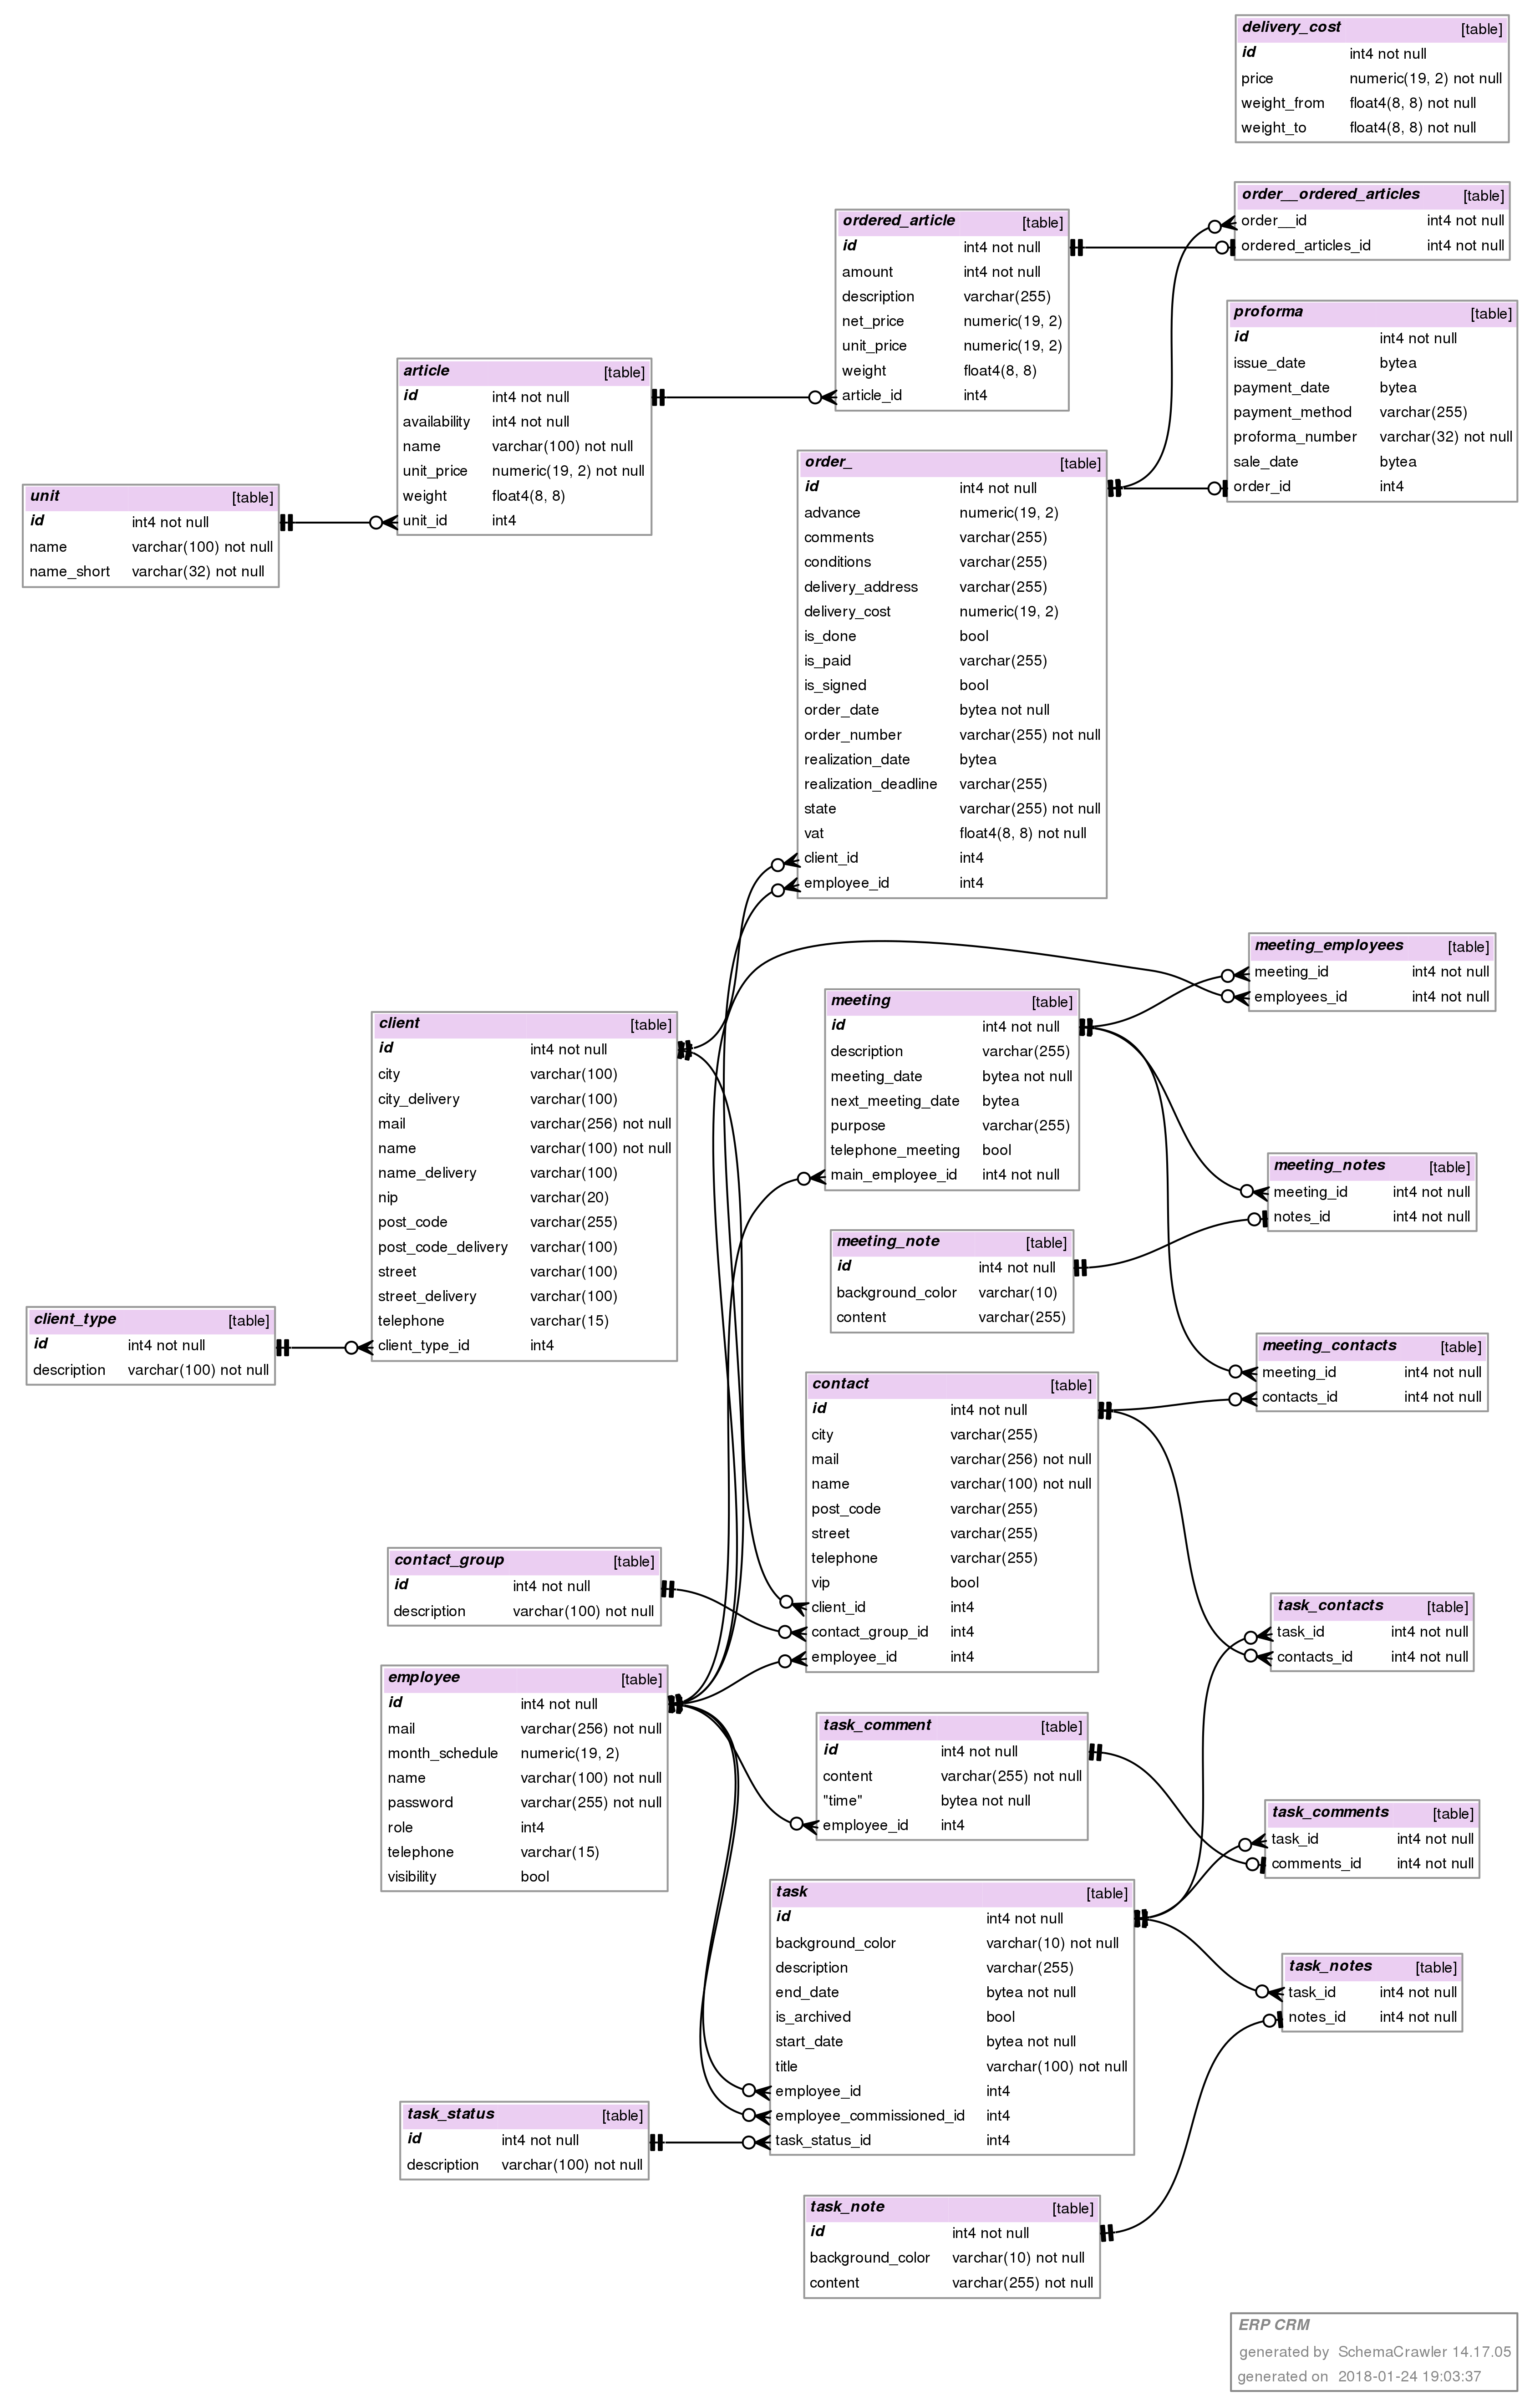 delivery_cost [table]
id int4 not null
price numeric(19, 2) not null
weight_from float4(8, 8) not null
weight_to float4(8, 8) not null
order__ordered_articles [table]
order__id int4 not null
ordered_articles_id int4 not null
ordered_article [table]
id int4 not null
amount int4 not null
description varchar(255)
net_price numeric(19, 2)
unit_price numeric(19, 2)
weight float4(8, 8)
article_id int4
proforma [table]
id int4 not null
issue_date bytea
payment_date bytea
payment_method varchar(255)
proforma_number varchar(32) not null
sale_date bytea
order_id int4
article [table]
id int4 not null
availability int4 not null
name varchar(100) not null
unit_price numeric(19, 2) not null
weight float4(8, 8)
unit_id int4
unit [table]
id int4 not null
name varchar(100) not null
name_short varchar(32) not null
order_ [table]
id int4 not null
advance numeric(19, 2)
comments varchar(255)
conditions varchar(255)
delivery_address varchar(255)
delivery_cost numeric(19, 2)
is_done bool
is_paid varchar(255)
is_signed bool
order_date bytea not null
order_number varchar(255) not null
realization_date bytea
realization_deadline varchar(255)
state varchar(255) not null
vat float4(8, 8) not null
client_id int4
employee_id int4
meeting_employees [table]
meeting_id int4 not null
employees_id int4 not null
meeting [table]
id int4 not null
description varchar(255)
meeting_date bytea not null
next_meeting_date bytea
purpose varchar(255)
telephone_meeting bool
main_employee_id int4 not null
client [table]
id int4 not null
city varchar(100)
city_delivery varchar(100)
mail varchar(256) not null
name varchar(100) not null
name_delivery varchar(100)
nip varchar(20)
post_code varchar(255)
post_code_delivery varchar(100)
street varchar(100)
street_delivery varchar(100)
telephone varchar(15)
client_type_id int4
meeting_notes [table]
meeting_id int4 not null
notes_id int4 not null
meeting_note [table]
id int4 not null
background_color varchar(10)
content varchar(255)
client_type [table]
id int4 not null
description varchar(100) not null
meeting_contacts [table]
meeting_id int4 not null
contacts_id int4 not null
contact [table]
id int4 not null
city varchar(255)
mail varchar(256) not null
name varchar(100) not null
post_code varchar(255)
street varchar(255)
telephone varchar(255)
vip bool
client_id int4
contact_group_id int4
employee_id int4
contact_group [table]
id int4 not null
description varchar(100) not null
task_contacts [table]
task_id int4 not null
contacts_id int4 not null
employee [table]
id int4 not null
mail varchar(256) not null
month_schedule numeric(19, 2)
name varchar(100) not null
password varchar(255) not null
role int4
telephone varchar(15)
visibility bool
task_comment [table]
id int4 not null
content varchar(255) not null
"time" bytea not null
employee_id int4
task_comments [table]
task_id int4 not null
comments_id int4 not null
task [table]
id int4 not null
background_color varchar(10) not null
description varchar(255)
end_date bytea not null
is_archived bool
start_date bytea not null
title varchar(100) not null
employee_id int4
employee_commissioned_id int4
task_status_id int4
task_notes [table]
task_id int4 not null
notes_id int4 not null
task_status [table]
id int4 not null
description varchar(100) not null
task_note [table]
id int4 not null
background_color varchar(10) not null
content varchar(255) not null
ERP CRM
generated by SchemaCrawler 14.17.05
generated on 2018-01-24 19:03:37